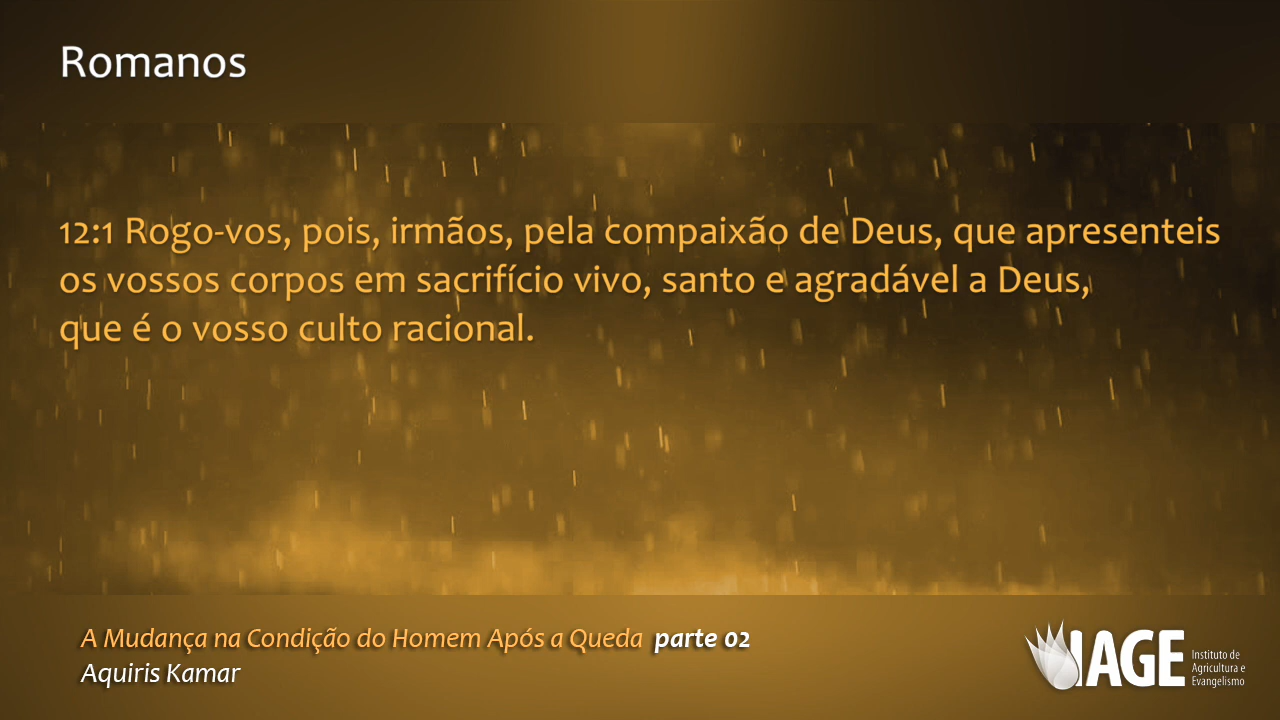 Romanos
12:1 Rogo-vos, pois, irmãos, pela compaixão de Deus, que apresenteis
os vossos corpos em sacrifício vivo, santo e agradável a Deus,
que é o vosso culto racional.
A Mudança na Condição do Homem Após a Queda parte 02
Aquiris Kamar
IAGE
Instituto de
Agricultura e
Evangelismo